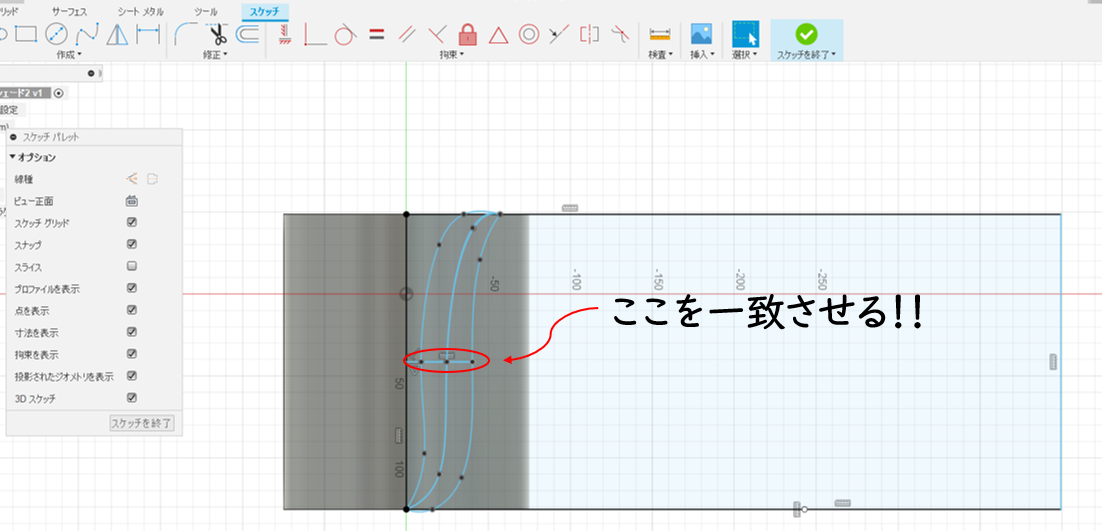 サーフェス シート メタル ツール スケッチ
作成▾ 修正▾ 拘束▾ 検査▾ 挿入▾ 選択▾ スケッチを終了▾
ェード2 v1
設定
スケッチ パレット
▼オプション
線種
ビュー正面
スケッチ グリッド
スナップ
スライス
プロファイルを表示
点を表示
寸法を表示
拘束を表示
投影されたジオメトリを表示
3D スケッチ
スケッチを終了
-50 -100 -150 -200 -250
ここを一致させる!!
50
100